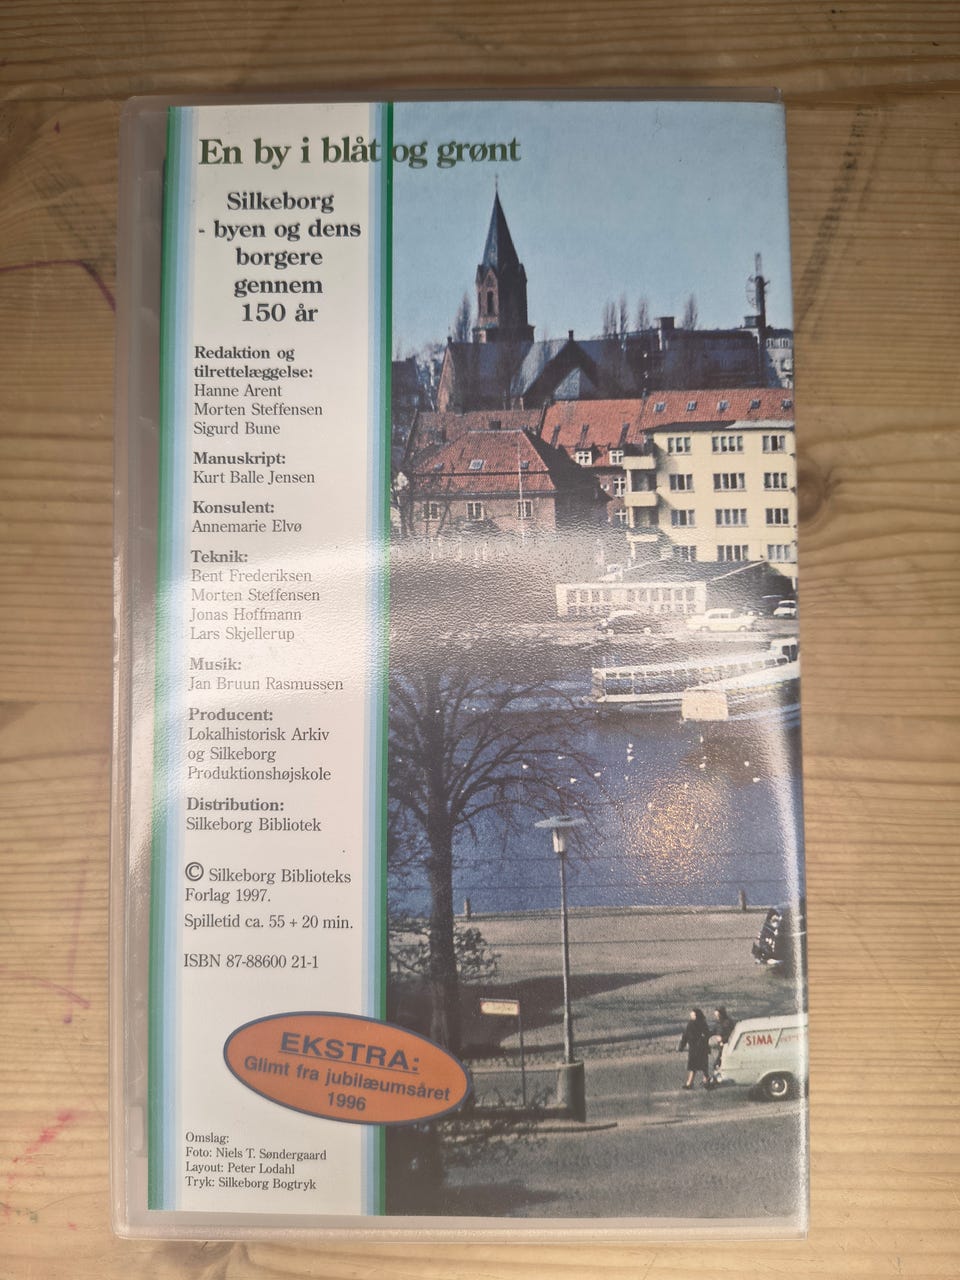 En by i blåt og grønt
Silkeborg
- byen og dens
borgere
gennem
150 år
Redaktion og
tilrettelæggelse:
Hanne Arent
Morten Steffensen
Sigurd Bune
Manuskript:
Kurt Balle Jensen
Konsulent:
Annemarie Elvø
Teknik:
Bent Frederiksen
Morten Steffensen
Jonas Hoffmann
Lars Skjellerup
Musik:
Jan Bruun Rasmussen
Producent:
Lokalhistorisk Arkiv
og Silkeborg
Produktionshøjskole
Distribution:
Silkeborg Bibliotek
© Silkeborg Biblioteks
Forlag 1997.
Spilletid ca. 55 + 20 min.
ISBN 87-88600 21-1
EKSTRA:
Glimt fra jubilæumsåret
1996
Omslag:
Foto: Niels T. Søndergaard
Layout: Peter Lodahl
Tryk: Silkeborg Bogtryk
SIMA